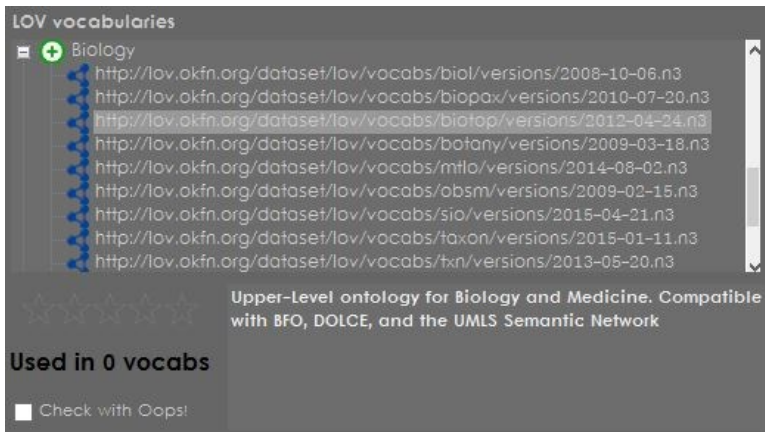 LOV vocabularies
Biology
http://lov.okfn.org/dataset/lov/vocabs/biol/versions/2008-10-06.n3
http://lov.okfn.org/dataset/lov/vocabs/biopax/versions/2010-07-20.n3
http://lov.okfn.org/dataset/lov/vocabs/biotop/versions/2012-04-24.n3
http://lov.okfn.org/dataset/lov/vocabs/botany/versions/2009-03-18.n3
http://lov.okfn.org/dataset/lov/vocabs/mtlo/versions/2014-08-02.n3
http://lov.okfn.org/dataset/lov/vocabs/obsm/versions/2009-02-15.n3
http://lov.okfn.org/dataset/lov/vocabs/sio/versions/2015-04-21.n3
http://lov.okfn.org/dataset/lov/vocabs/taxon/versions/2015-01-11.n3
http://lov.okfn.org/dataset/lov/vocabs/txn/versions/2013-05-20.n3
Upper-Level ontology for Biology and Medicine. Compatible
with BFO, DOLCE, and the UMLS Semantic Network
Used in 0 vocabs
Check with Oops!